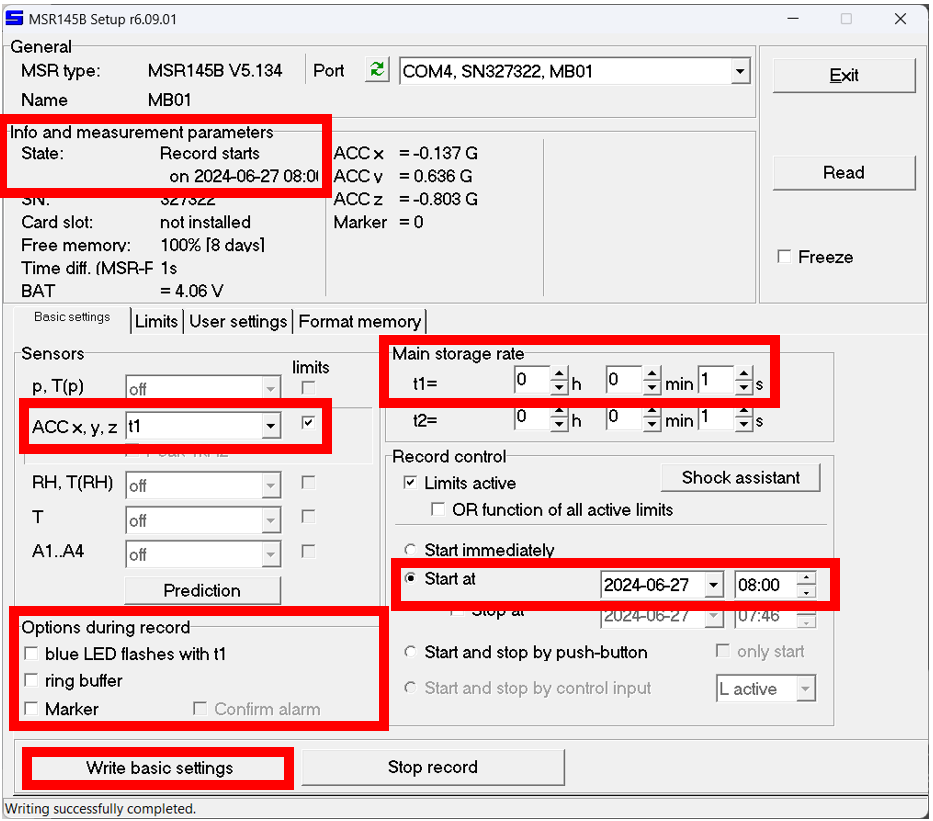 MSR145B Setup r6.09.01
General
MSR type: MSR145B V5.134 Port COM4, SN327322, MB01
Name MB01
Exit
Info and measurement parameters
State: Record starts
on 2024-06-27 08:00
SN: 327322
Card slot: not installed
Free memory: 100% [8 days]
Time diff. (MSR-P 1s
BAT = 4.06 V
ACC x = -0.137 G
ACC y = 0.636 G
ACC z = -0.803 G
Marker = 0
Read
Freeze
Basic settings Limits User settings Format memory
Sensors
limits
p, T(p) off
ACC x, y, z t1
RH, T(RH) off
T off
A1..A4 off
Prediction
Options during record
blue LED flashes with t1
ring buffer
Marker Confirm alarm
Main storage rate
t1= 0 h 0 min 1 s
t2= 0 h 0 min 1 s
Record control
Limits active Shock assistant
OR function of all active limits
Start immediately
Start at 2024-06-27 08:00
Stop at 2024-06-27 07:46
Start and stop by push-button only start
Start and stop by control input L active
Write basic settings Stop record
Writing successfully completed.